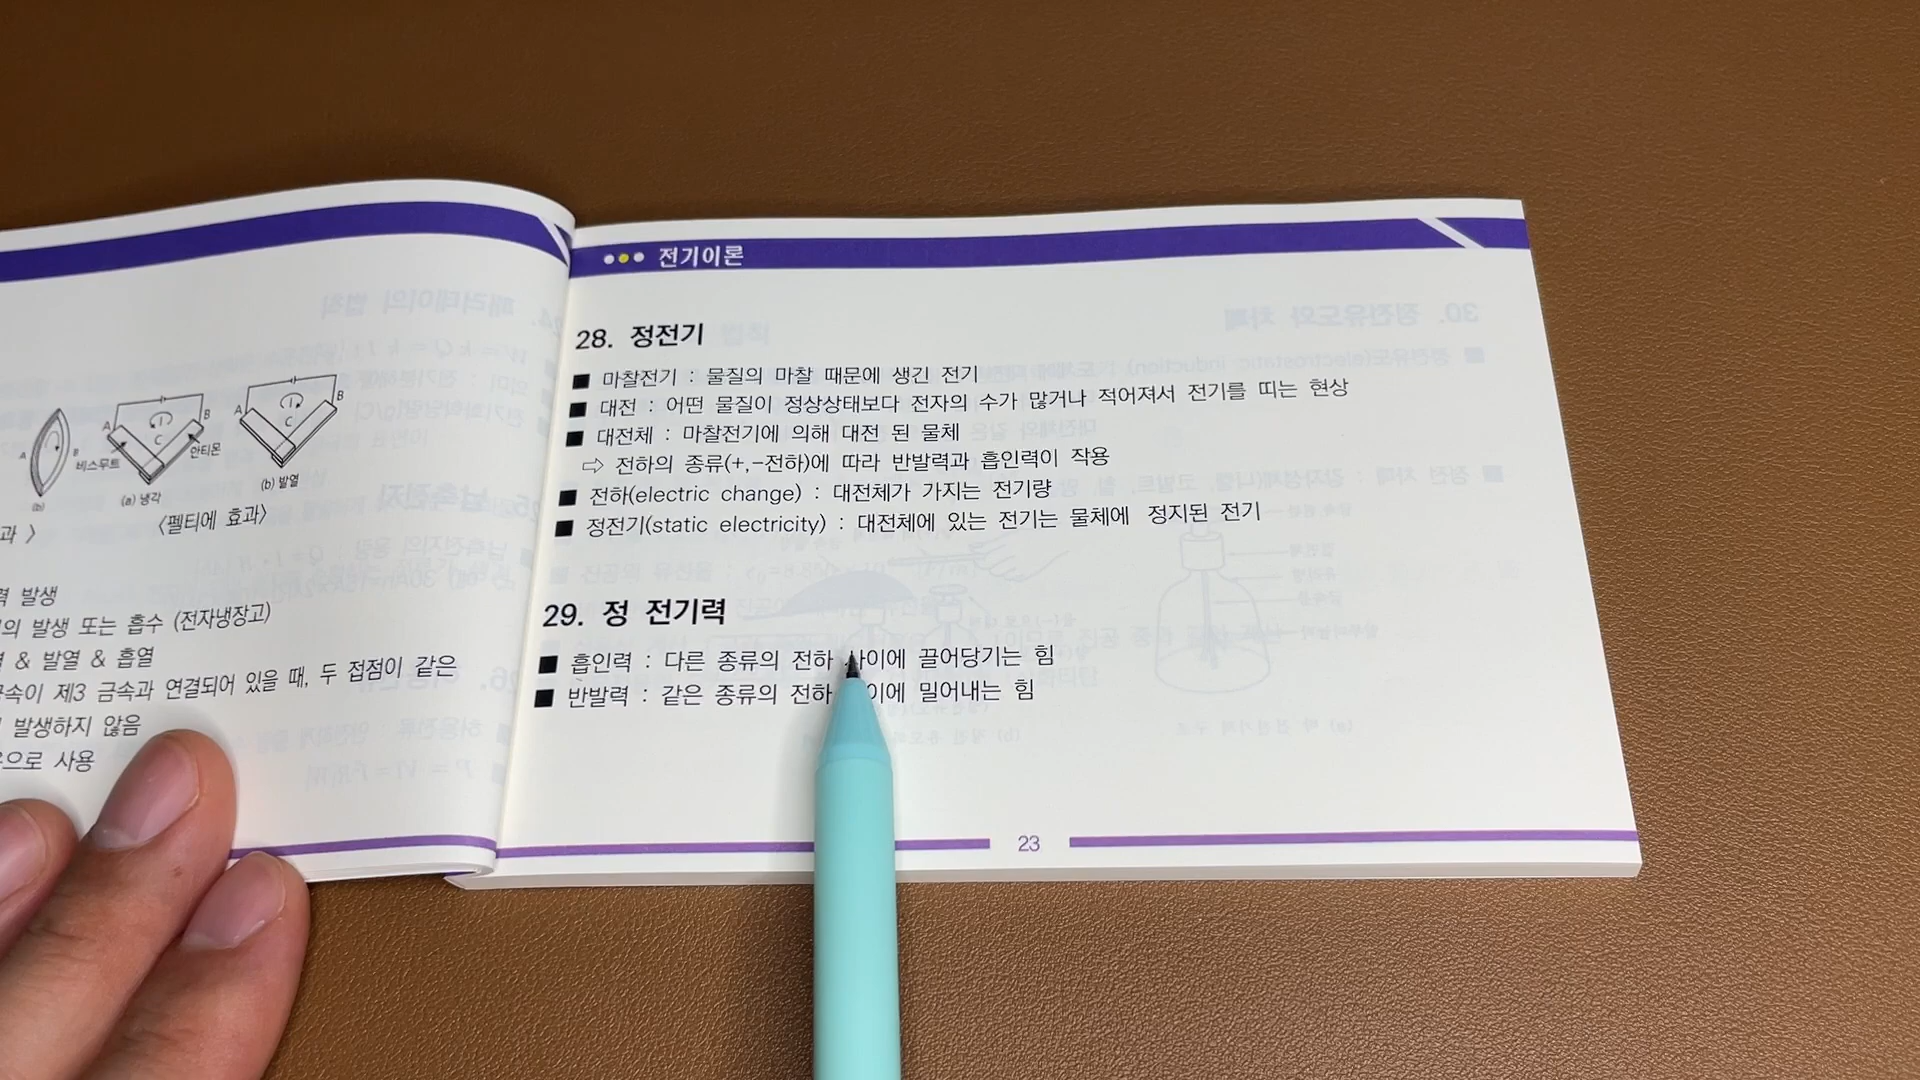 B
A
B
A
A
B
I
I
C
C
비스무트
안티몬
(b)
(a) 냉각
(b) 발열
과 〉
〈펠티에 효과〉
력 발생
의 발생 또는 흡수 (전자냉장고)
& 발열 & 흡열
금속이 제3 금속과 연결되어 있을 때, 두 접점이 같은
발생하지 않음
으로 사용
전기이론
28. 정전기
■ 마찰전기 : 물질의 마찰 때문에 생긴 전기
■ 대전 : 어떤 물질이 정상상태보다 전자의 수가 많거나 적어져서 전기를 띠는 현상
■ 대전체 : 마찰전기에 의해 대전 된 물체
⇨ 전하의 종류(+,-전하)에 따라 반발력과 흡인력이 작용
■ 전하(electric change) : 대전체가 가지는 전기량
■ 정전기(static electricity) : 대전체에 있는 전기는 물체에 정지된 전기
29. 정 전기력
■ 흡인력 : 다른 종류의 전하 사이에 끌어당기는 힘
■ 반발력 : 같은 종류의 전하 이에 밀어내는 힘
23